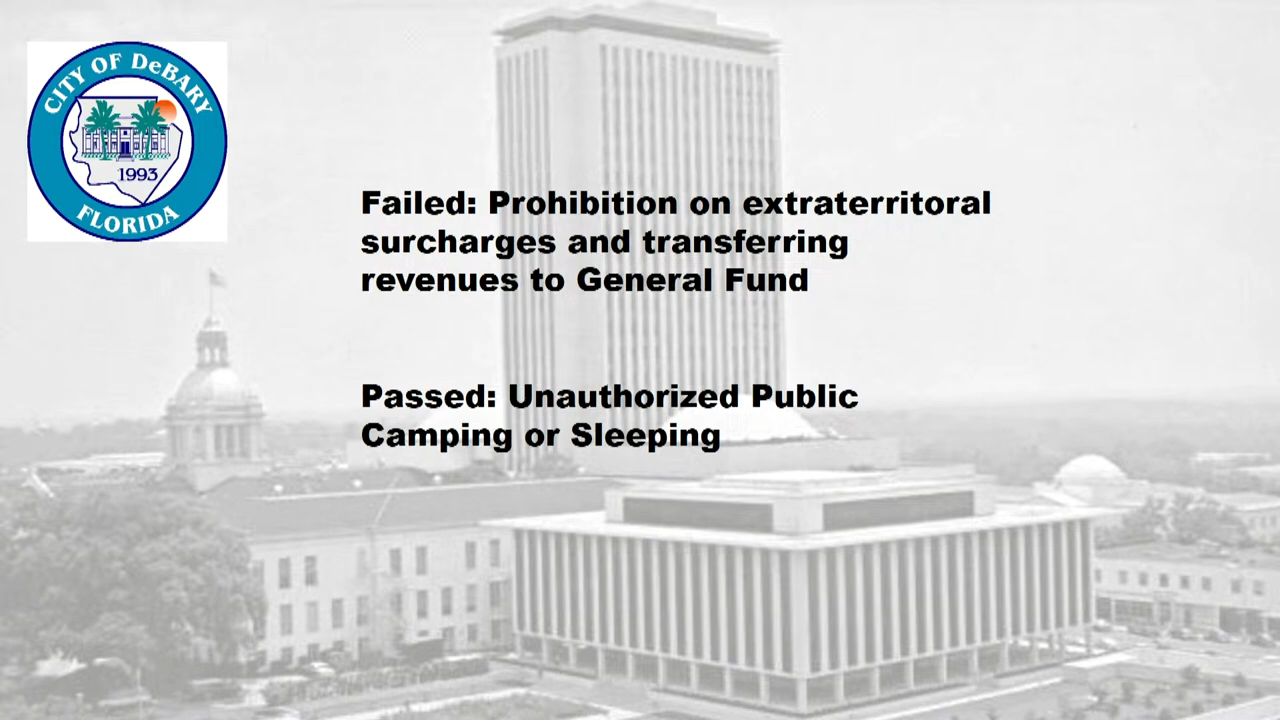 CITY OF DeBARY
1993
FLORIDA
Failed: Prohibition on extraterritoral
surcharges and transferring
revenues to General Fund
Passed: Unauthorized Public
Camping or Sleeping